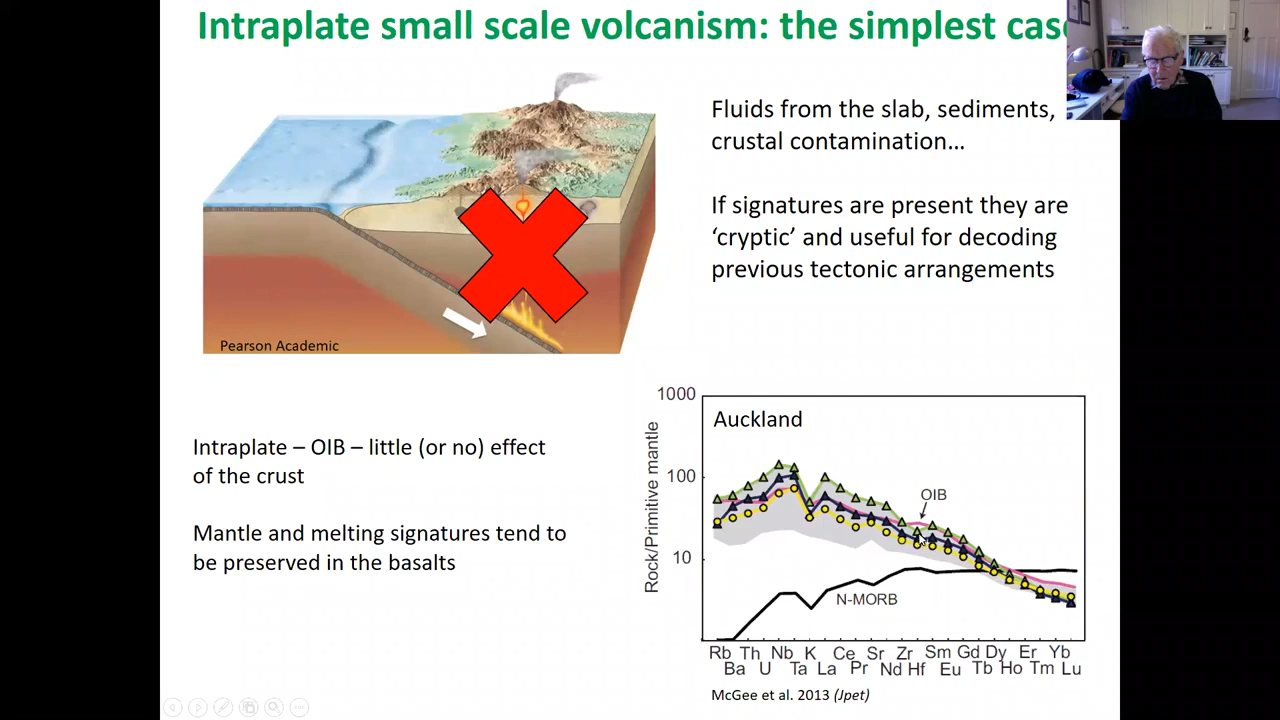 Intraplate small scale volcanism: the simplest case
Fluids from the slab, sediments,
crustal contamination…
If signatures are present they are
‘cryptic’ and useful for decoding
previous tectonic arrangements
Pearson Academic
Intraplate – OIB – little (or no) effect
of the crust
Mantle and melting signatures tend to
be preserved in the basalts
Rock/Primitive mantle
1000
100
10
Auckland
OIB
N-MORB
Rb Th Nb K Ce Sr Zr Sm Gd Dy Er Yb
Ba U Ta La Pr Nd Hf Eu Tb Ho Tm Lu
McGee et al. 2013 (Jpet)